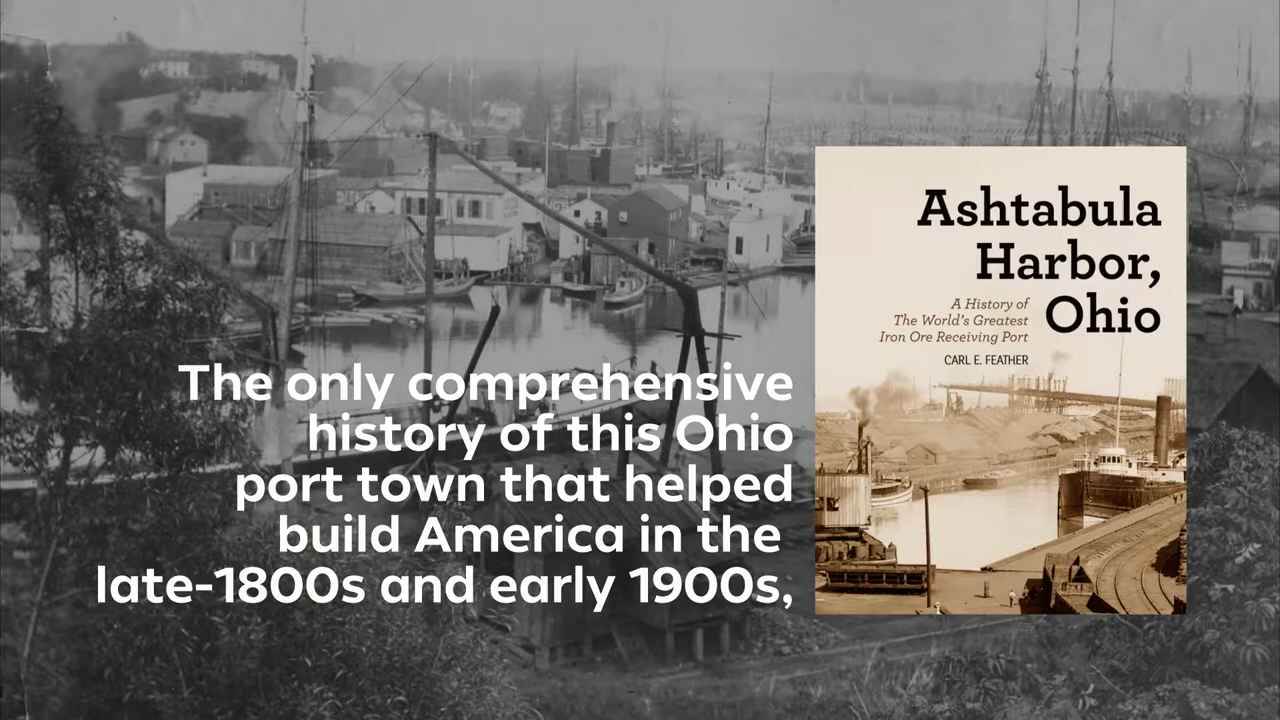 The only comprehensive
history of this Ohio
port town that helped
build America in the
late-1800s and early 1900s,
Ashtabula
Harbor,
Ohio
A History of
The World's Greatest
Iron Ore Receiving Port
CARL E. FEATHER